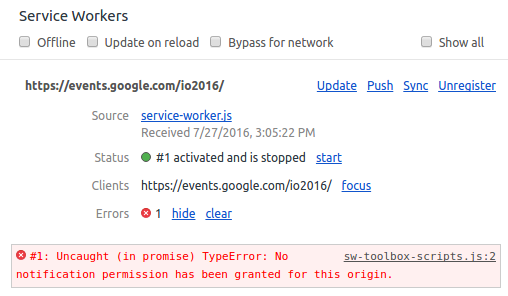 Service Workers
Offline Update on reload Bypass for network Show all
https://events.google.com/io2016/ Update Push Sync Unregister
Source service-worker.js
Received 7/27/2016, 3:05:22 PM
Status #1 activated and is stopped start
Clients https://events.google.com/io2016/ focus
Errors 1 hide clear
#1: Uncaught (in promise) TypeError: No sw-toolbox-scripts.js:2
notification permission has been granted for this origin.